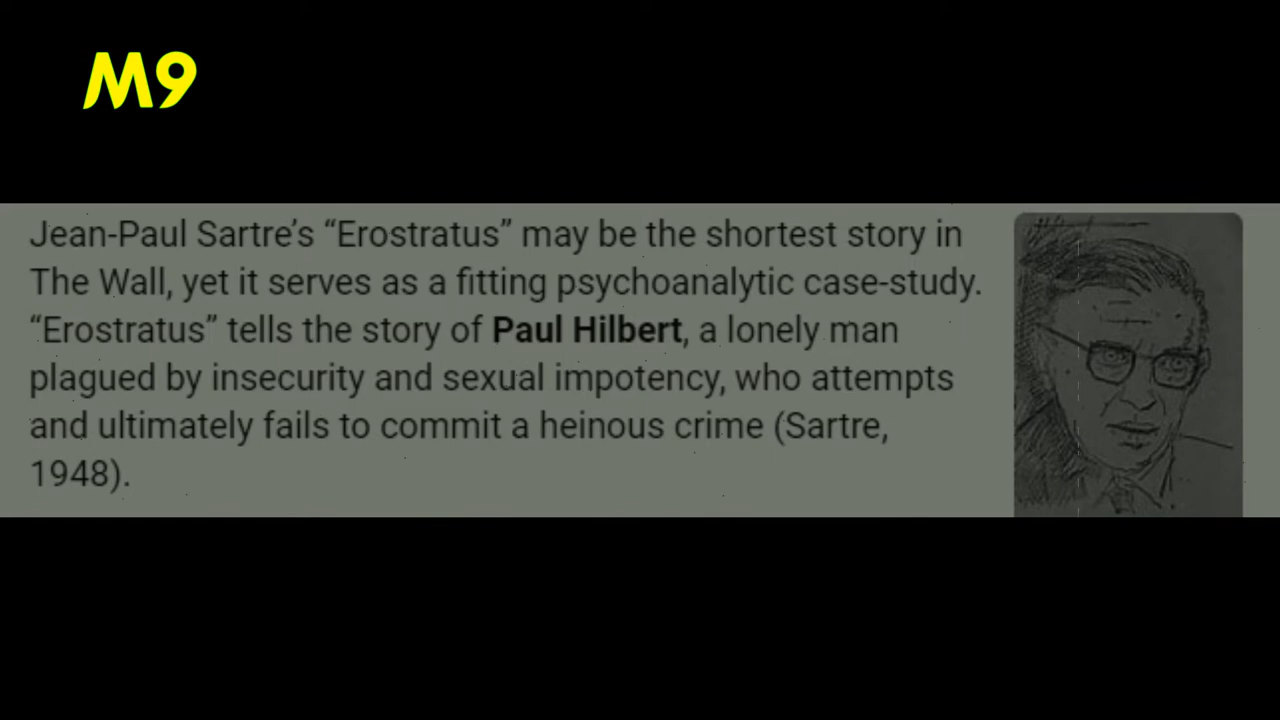 M9
Jean-Paul Sartre’s “Erostratus” may be the shortest story in
The Wall, yet it serves as a fitting psychoanalytic case-study.
“Erostratus” tells the story of Paul Hilbert, a lonely man
plagued by insecurity and sexual impotency, who attempts
and ultimately fails to commit a heinous crime (Sartre,
1948).